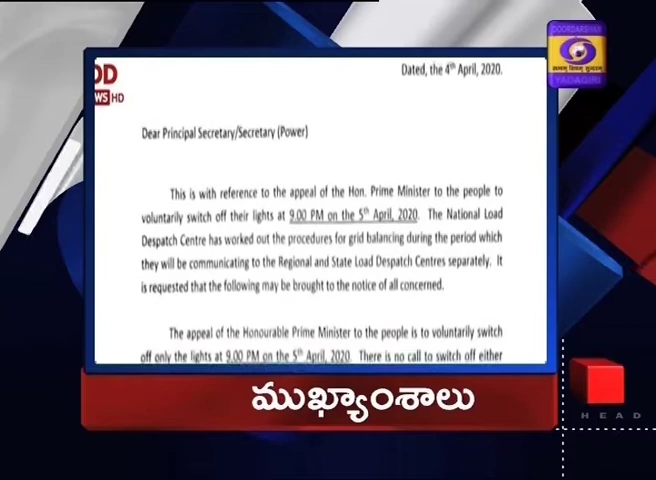 DOORDARSHAN
सत्यम् शिवम् सुन्दरम्
YADAGIRI
DD
NEWS HD
Dated, the 4th April, 2020.
Dear Principal Secretary/Secretary (Power)
This is with reference to the appeal of the Hon. Prime Minister to the people to
voluntarily switch off their lights at 9.00 PM on the 5th April, 2020. The National Load
Despatch Centre has worked out the procedures for grid balancing during the period which
they will be communicating to the Regional and State Load Despatch Centres separately. It
is requested that the following may be brought to the notice of all concerned.
The appeal of the Honourable Prime Minister to the people is to voluntarily switch
off only the lights at 9.00 PM on the 5th April, 2020. There is no call to switch off either
ముఖ్యాంశాలు
HEAD